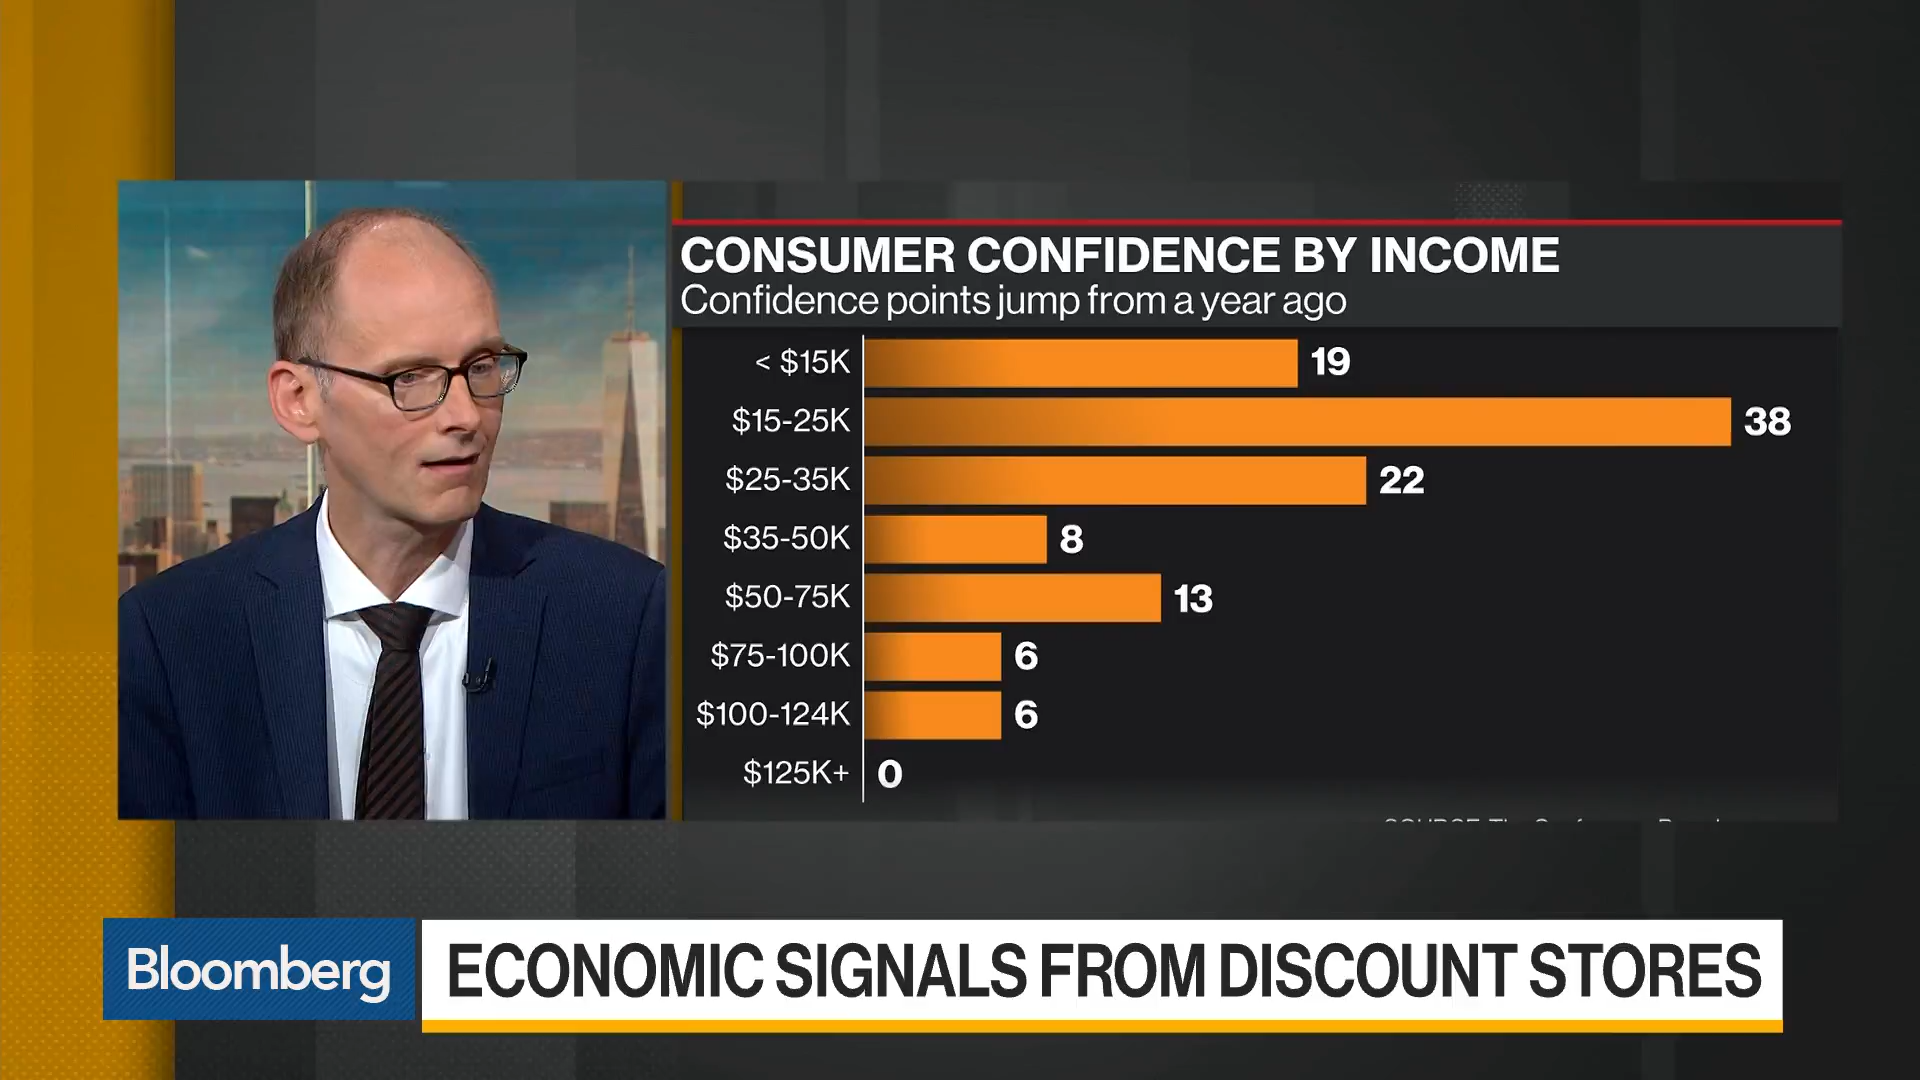 CONSUMER CONFIDENCE BY INCOME
Confidence points jump from a year ago
< $15K 19
$15-25K 38
$25-35K 22
$35-50K 8
$50-75K 13
$75-100K 6
$100-124K 6
$125K+ 0
Bloomberg
ECONOMIC SIGNALS FROM DISCOUNT STORES